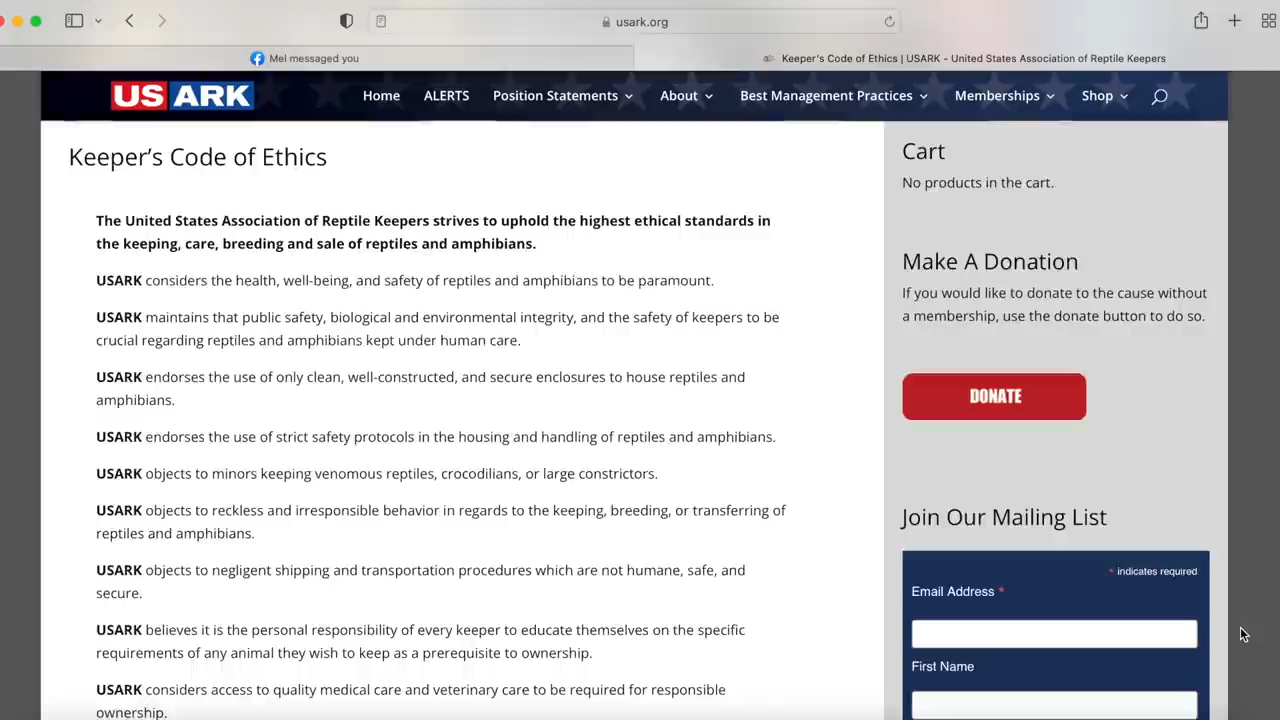 usark.org
Mel messaged you
Keeper's Code of Ethics | USARK - United States Association of Reptile Keepers
US ARK
Home
ALERTS
Position Statements
About
Best Management Practices
Memberships
Shop
Keeper's Code of Ethics
The United States Association of Reptile Keepers strives to uphold the highest ethical standards in
the keeping, care, breeding and sale of reptiles and amphibians.
USARK considers the health, well-being, and safety of reptiles and amphibians to be paramount.
USARK maintains that public safety, biological and environmental integrity, and the safety of keepers to be
crucial regarding reptiles and amphibians kept under human care.
USARK endorses the use of only clean, well-constructed, and secure enclosures to house reptiles and
amphibians.
USARK endorses the use of strict safety protocols in the housing and handling of reptiles and amphibians.
USARK objects to minors keeping venomous reptiles, crocodilians, or large constrictors.
USARK objects to reckless and irresponsible behavior in regards to the keeping, breeding, or transferring of
reptiles and amphibians.
USARK objects to negligent shipping and transportation procedures which are not humane, safe, and
secure.
USARK believes it is the personal responsibility of every keeper to educate themselves on the specific
requirements of any animal they wish to keep as a prerequisite to ownership.
USARK considers access to quality medical care and veterinary care to be required for responsible
ownership.
Cart
No products in the cart.
Make A Donation
If you would like to donate to the cause without
a membership, use the donate button to do so.
DONATE
Join Our Mailing List
* indicates required
Email Address *
First Name